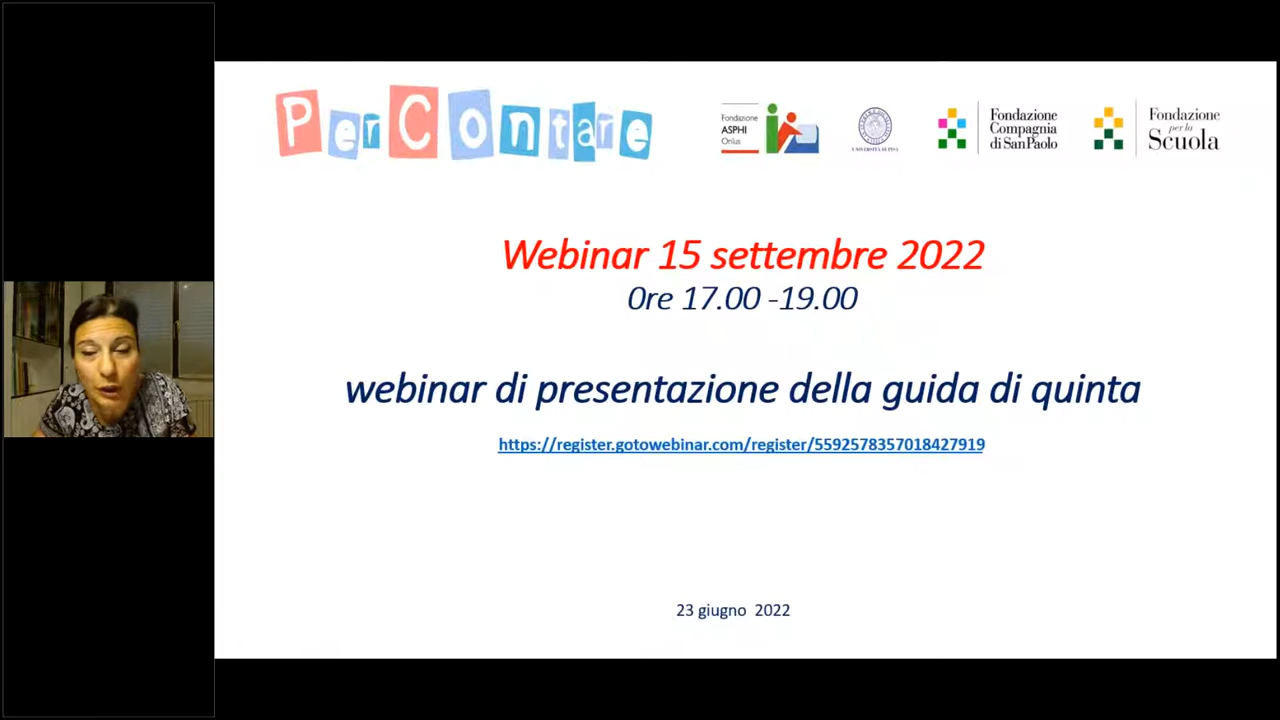 PerContare
Fondazione
ASPHI
Onlus
Fondazione
Compagnia
di San Paolo
Fondazione
per la
Scuola
Webinar 15 settembre 2022
0re 17.00 -19.00
webinar di presentazione della guida di quinta
https://register.gotowebinar.com/register/5592578357018427919
23 giugno 2022